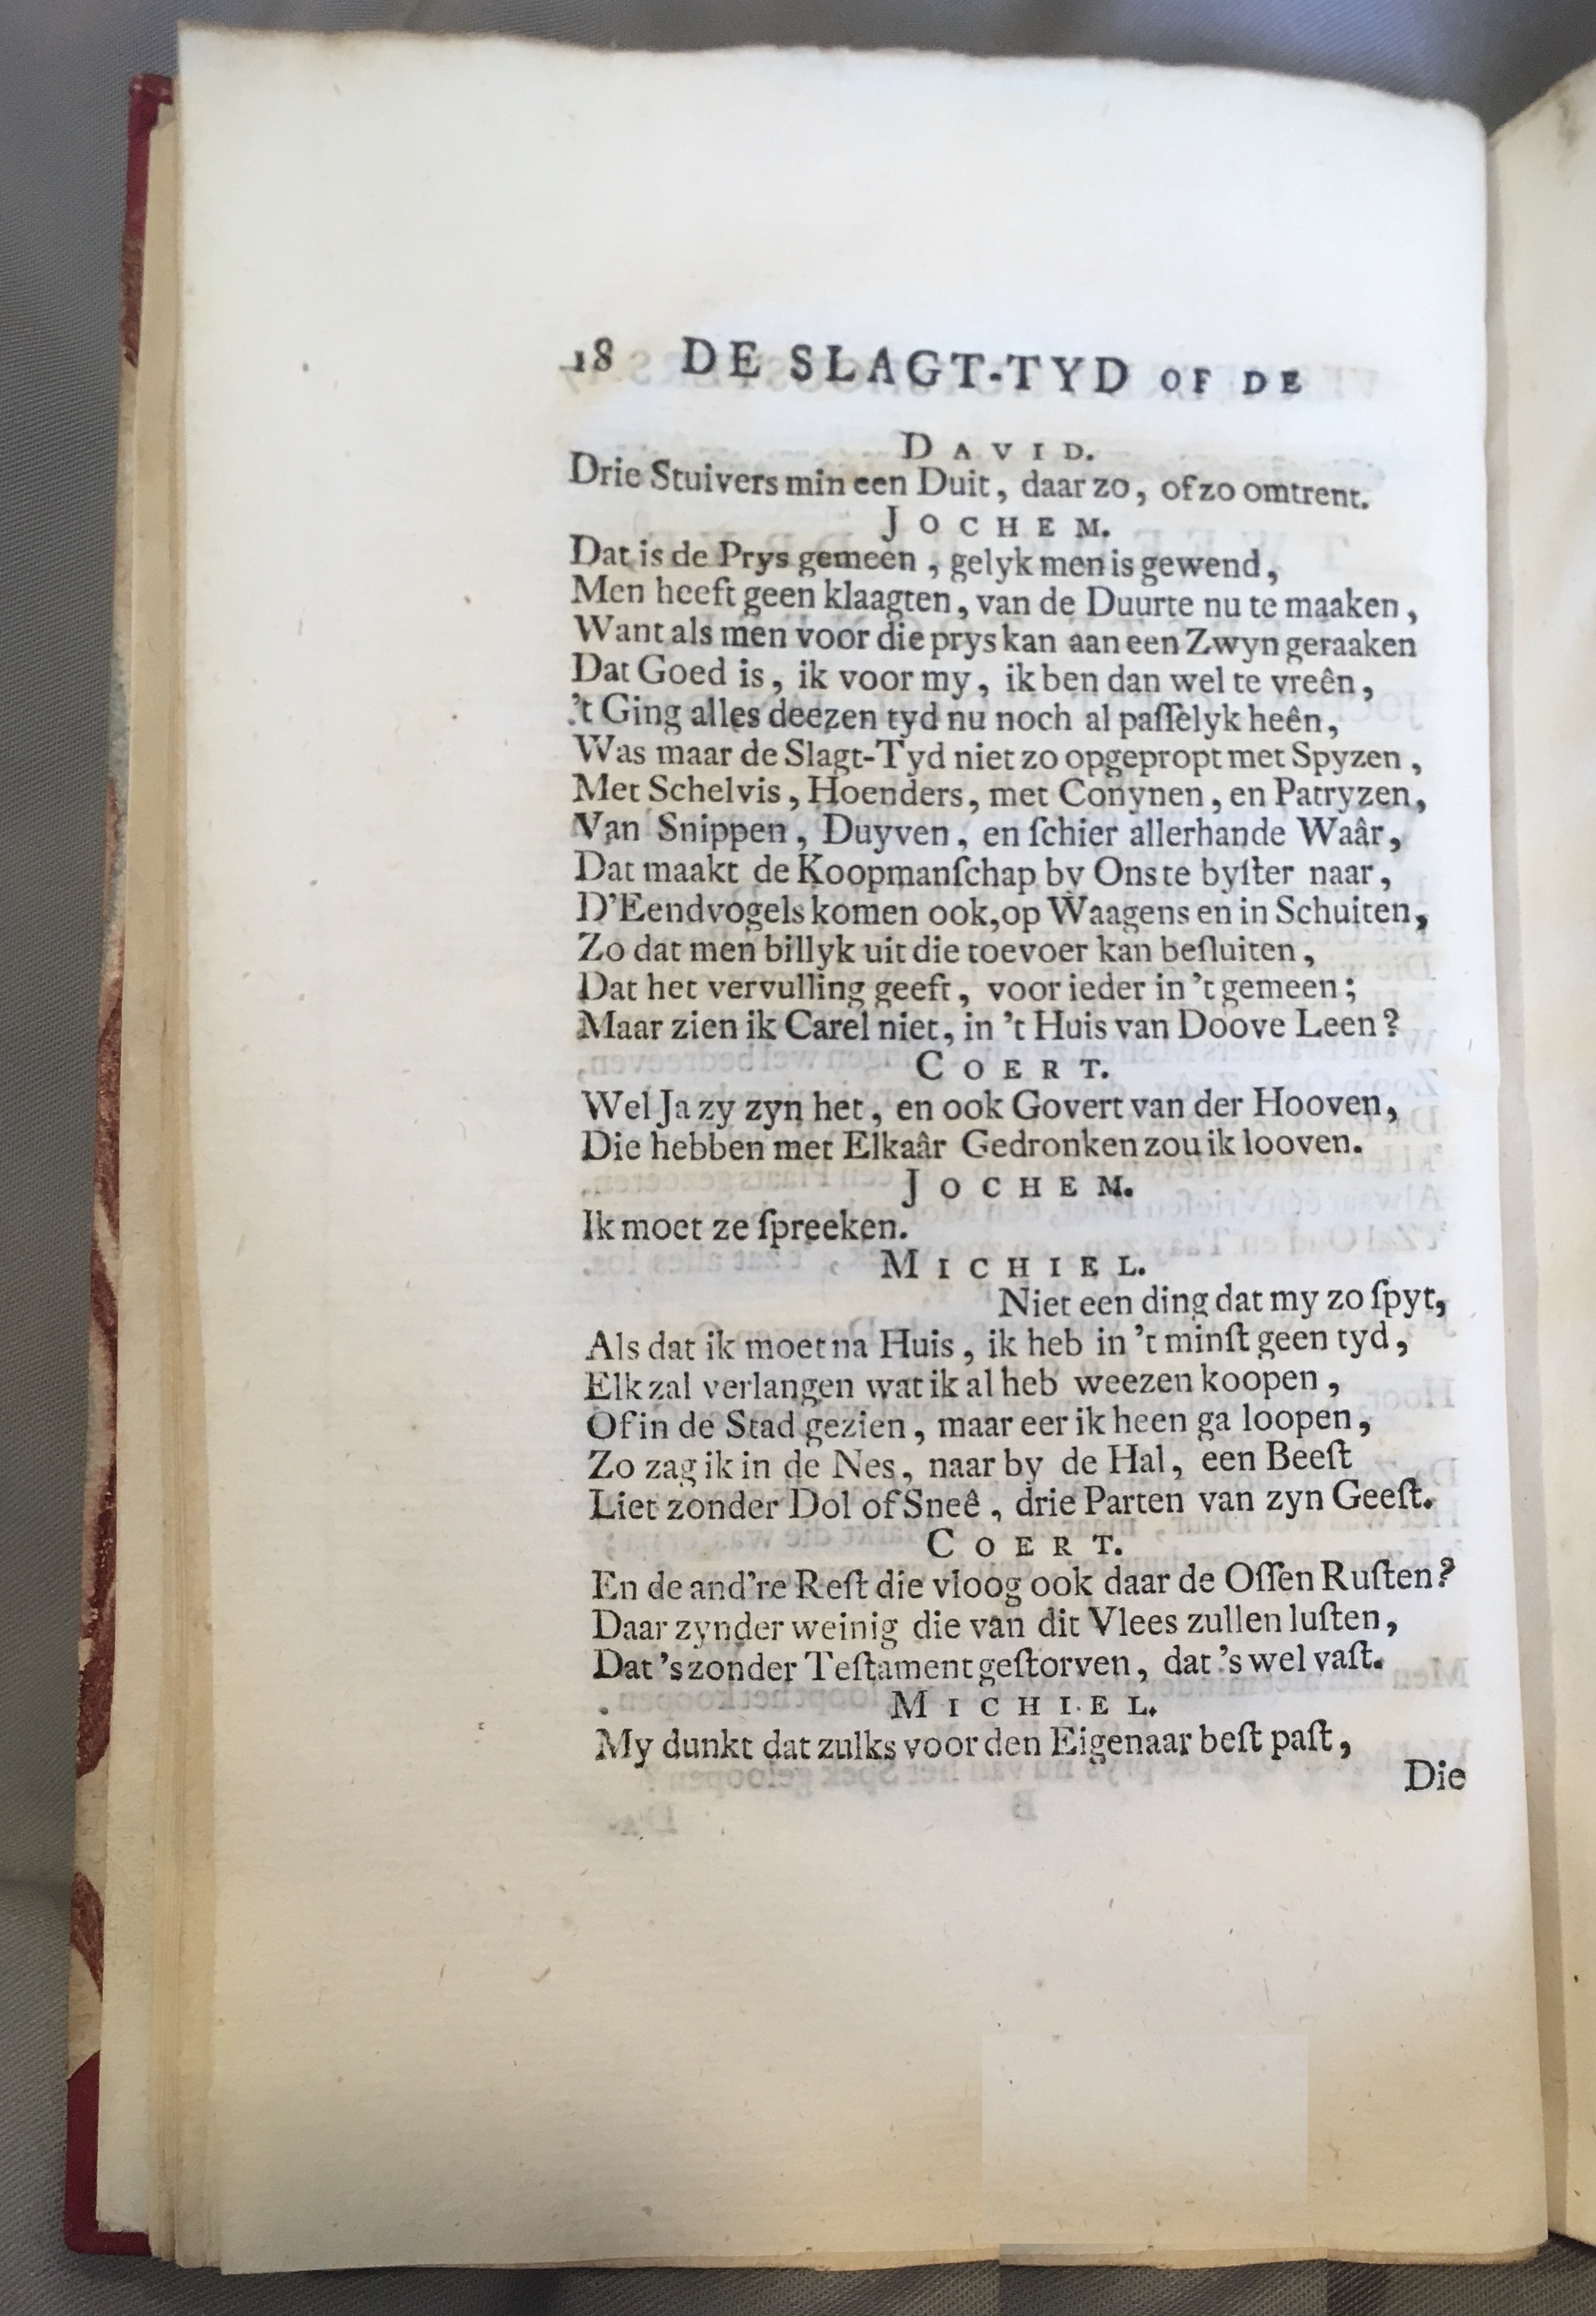 18 DE SLAGT-TYD OF DE
DAVID.
Drie Stuivers min een Duit, daar zo, of zo omtrent.
JOCHEM.
Dat is de Prys gemeen, gelyk men is gewend,
Men heeft geen klaagten, van de Duurte nu te maaken,
Want als men voor die prys kan aan een Zwyn geraaken
Dat Goed is, ik voor my, ik ben dan wel te vreên,
't Ging alles deezen tyd nu noch al paſſelyk heên,
Was maar de Slagt-Tyd niet zo opgepropt met Spyzen,
Met Schelvis, Hoenders, met Conynen, en Patryzen,
Van Snippen, Duyven, en ſchier allerhande Waâr,
Dat maakt de Koopmanſchap by Ons te byſter naar,
D'Eendvogels komen ook, op Waagens en in Schuiten,
Zo dat men billyk uit die toevoer kan beſluiten,
Dat het vervulling geeft, voor ieder in 't gemeen;
Maar zien ik Carel niet, in 't Huis van Doove Leen?
COERT.
Wel Ja zy zyn het, en ook Govert van der Hooven,
Die hebben met Elkaâr Gedronken zou ik looven.
JOCHEM.
Ik moet ze ſpreeken.
MICHIEL.
Niet een ding dat my zo ſpyt,
Als dat ik moet na Huis, ik heb in 't minſt geen tyd,
Elk zal verlangen wat ik al heb weezen koopen,
Of in de Stad gezien, maar eer ik heen ga loopen,
Zo zag ik in de Nes, naar by de Hal, een Beeſt
Liet zonder Dol of Sneê, drie Parten van zyn Geeſt.
COERT.
En de and're Reſt die vloog ook daar de Oſſen Ruſten?
Daar zynder weinig die van dit Vlees zullen luſten,
Dat 's zonder Teſtament geſtorven, dat 's wel vaſt.
MICHIEL.
My dunkt dat zulks voor den Eigenaar beſt paſt,
Die